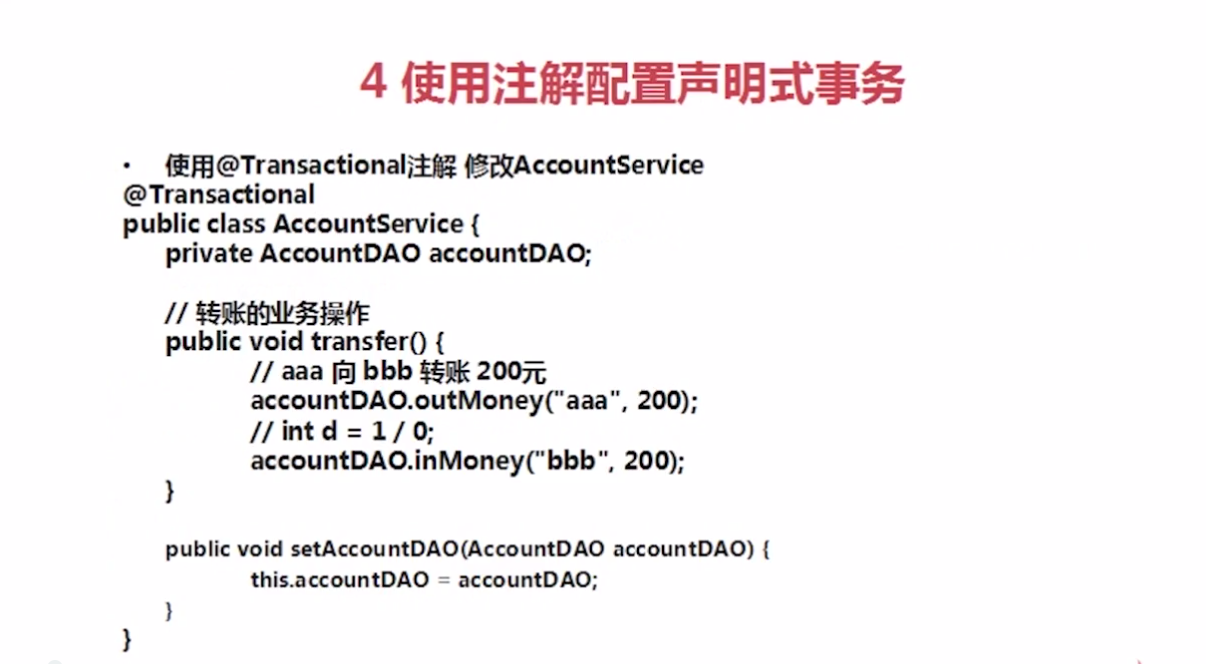 4 使用注解配置声明式事务
• 使用@Transactional注解 修改AccountService
@Transactional
public class AccountService {
private AccountDAO accountDAO;
// 转账的业务操作
public void transfer() {
// aaa 向 bbb 转账 200元
accountDAO.outMoney("aaa", 200);
// int d = 1 / 0;
accountDAO.inMoney("bbb", 200);
}
public void setAccountDAO(AccountDAO accountDAO) {
this.accountDAO = accountDAO;
}
}